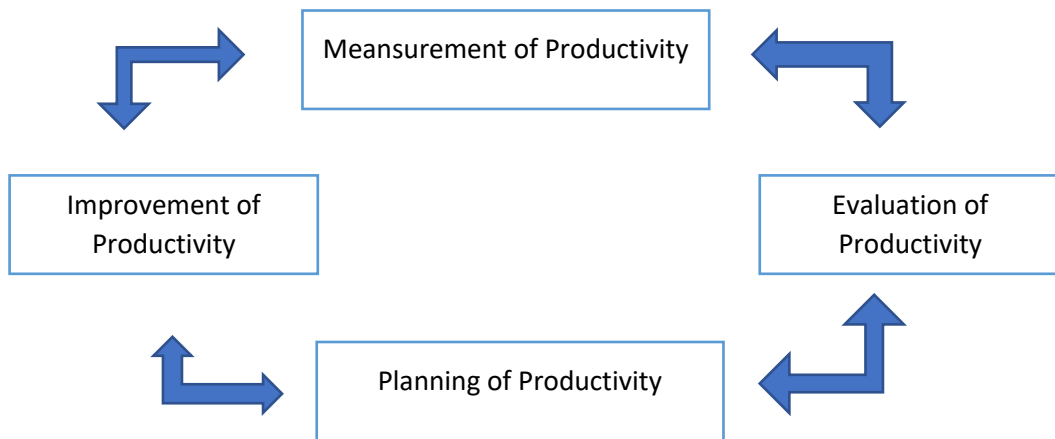 Meansurement of Productivity
Improvement of
Productivity
Evaluation of
Productivity
Planning of Productivity